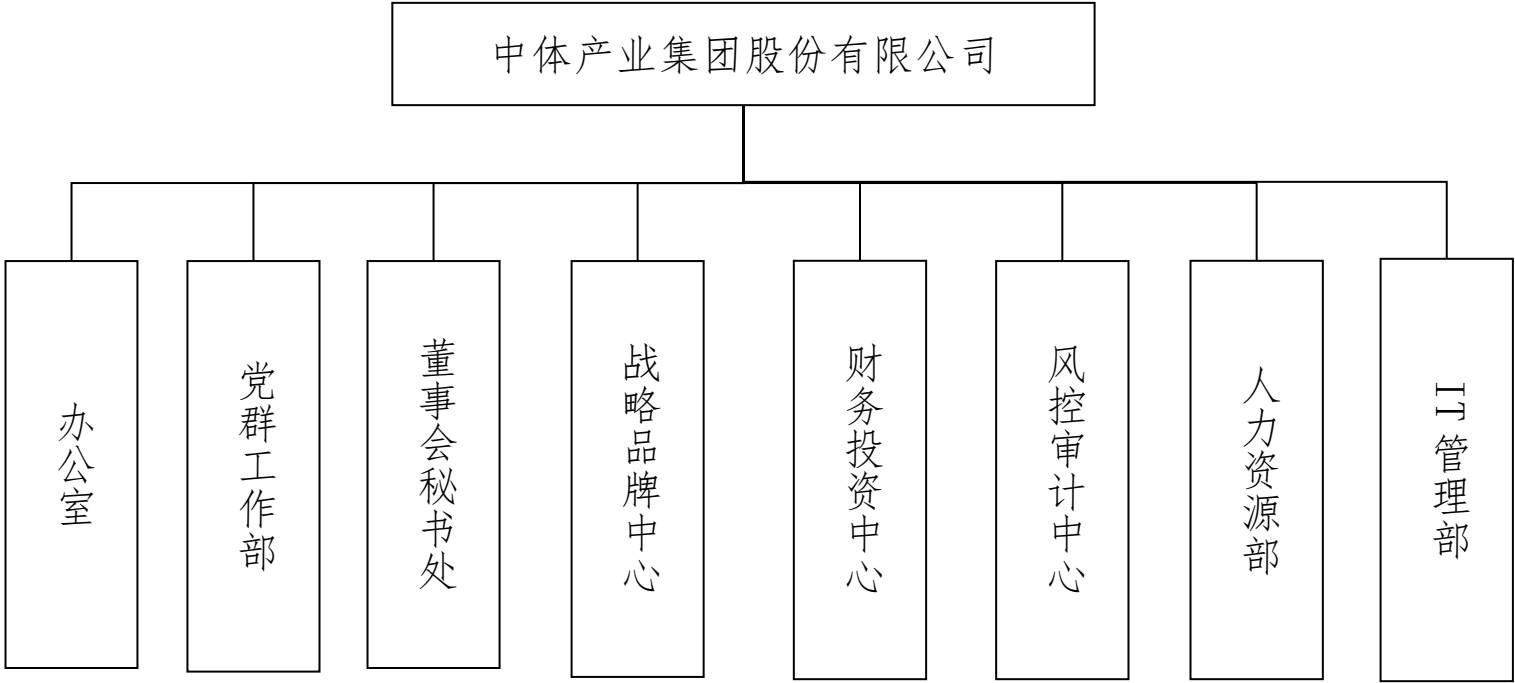 中体产业集团股份有限公司
办公室
党群工作部
董事会秘书处
战略品牌中心
财务投资中心
风控审计中心
人力资源部
IT管理部